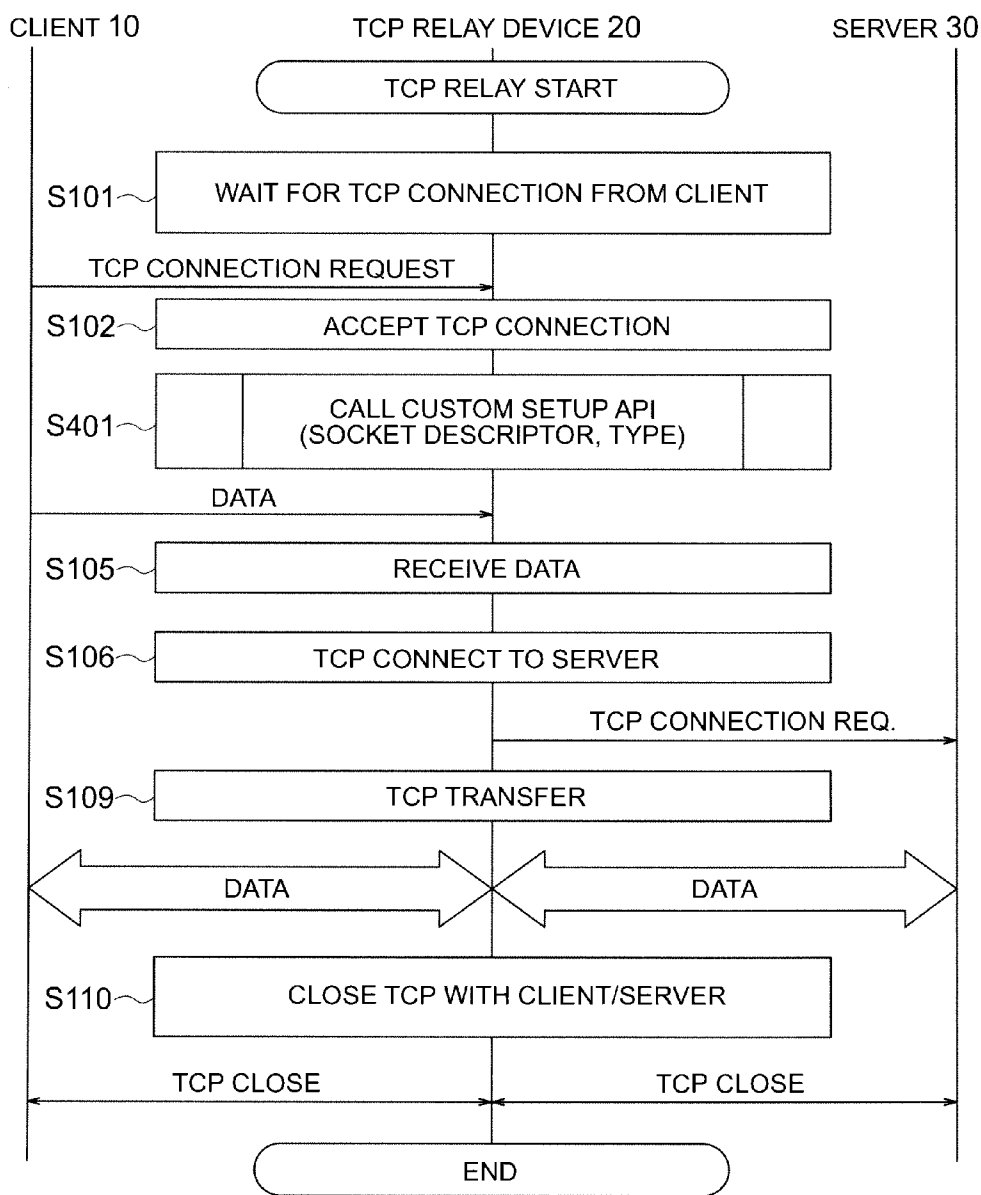 CLIENT 10
TCP RELAY DEVICE 20
SERVER 30
TCP RELAY START
S101
WAIT FOR TCP CONNECTION FROM CLIENT
TCP CONNECTION REQUEST
S102
ACCEPT TCP CONNECTION
S401
CALL CUSTOM SETUP API
(SOCKET DESCRIPTOR, TYPE)
DATA
S105
RECEIVE DATA
S106
TCP CONNECT TO SERVER
TCP CONNECTION REQ.
S109
TCP TRANSFER
DATA
DATA
S110
CLOSE TCP WITH CLIENT/SERVER
TCP CLOSE
TCP CLOSE
END